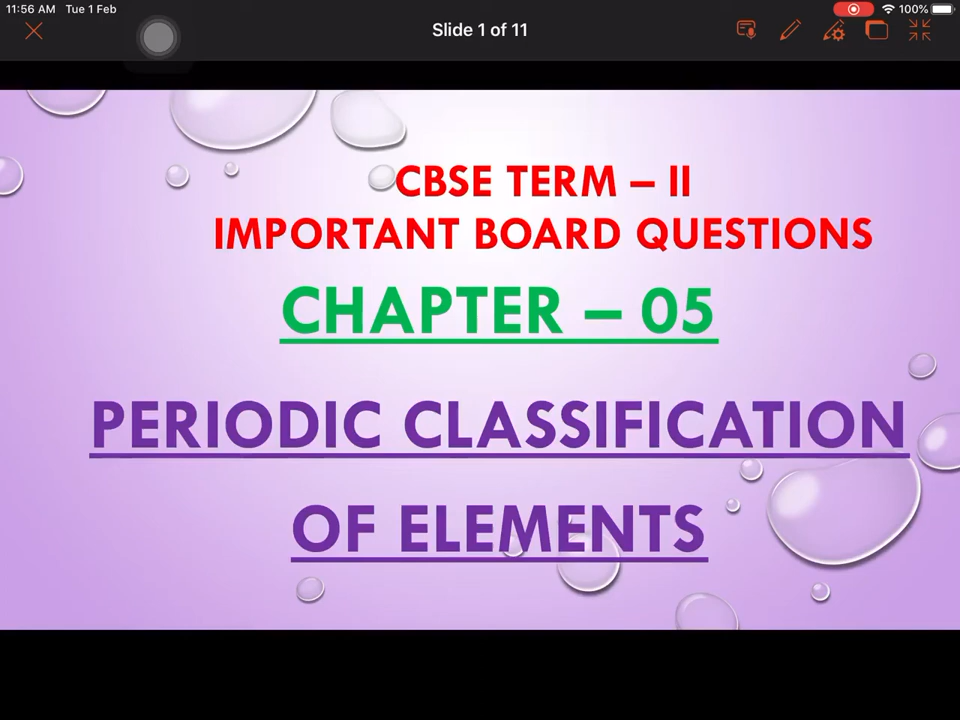 11:56 AM Tue 1 Feb
100%
Slide 1 of 11
CBSE TERM – II
IMPORTANT BOARD QUESTIONS
CHAPTER – 05
PERIODIC CLASSIFICATION
OF ELEMENTS